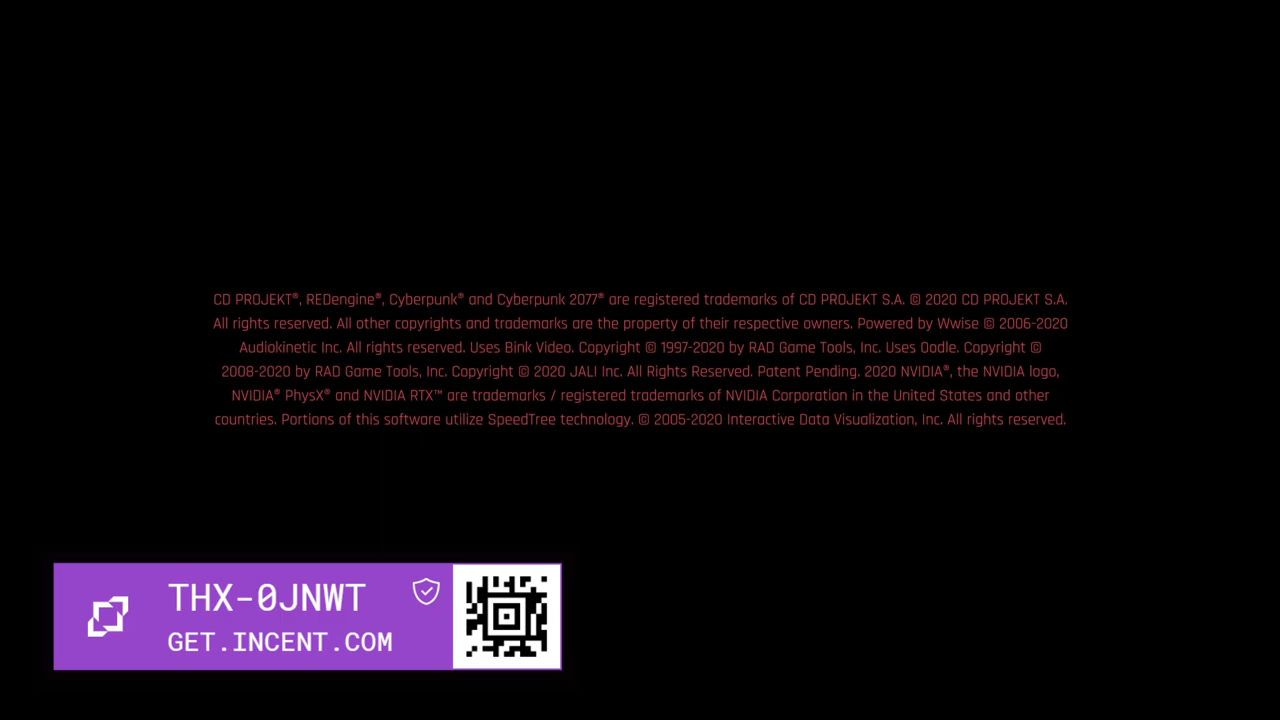 CD PROJEKT®, REDengine®, Cyberpunk® and Cyberpunk 2077® are registered trademarks of CD PROJEKT S.A. © 2020 CD PROJEKT S.A.
All rights reserved. All other copyrights and trademarks are the property of their respective owners. Powered by Wwise © 2006-2020
Audiokinetic Inc. All rights reserved. Uses Bink Video. Copyright © 1997-2020 by RAD Game Tools, Inc. Uses Oodle. Copyright ©
2008-2020 by RAD Game Tools, Inc. Copyright © 2020 JALI Inc. All Rights Reserved. Patent Pending. 2020 NVIDIA®, the NVIDIA logo,
NVIDIA® PhysX® and NVIDIA RTX™ are trademarks / registered trademarks of NVIDIA Corporation in the United States and other
countries. Portions of this software utilize SpeedTree technology. © 2005-2020 Interactive Data Visualization, Inc. All rights reserved.
THX-0JNWT
GET.INCENT.COM